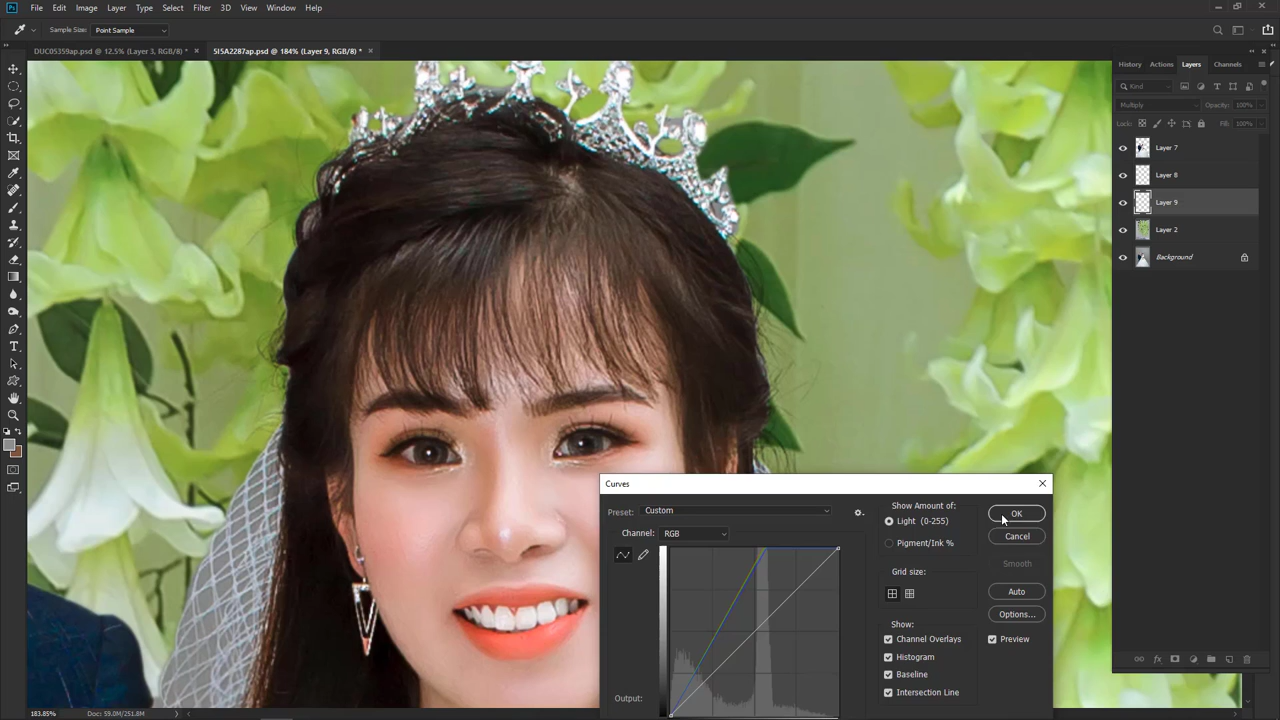 Ps File Edit Image Layer Type Select Filter 3D View Window Help
Sample Size: Point Sample
DUC05359ap.psd @ 12.5% (Layer 3, RGB/8) * × 5I5A2287ap.psd @ 184% (Layer 9, RGB/8) * ×
History Actions Layers Channels
Kind
Multiply Opacity: 100%
Lock: Fill: 100%
Layer 7
Layer 8
Layer 9
Layer 2
Background
Curves
Preset: Custom
Channel: RGB
Show Amount of:
Light (0-255)
Pigment/Ink %
Grid size:
Show:
Channel Overlays
Histogram
Baseline
Intersection Line
OK
Cancel
Smooth
Auto
Options...
Preview
Output:
183.85% Doc: 59.0M/251.8M